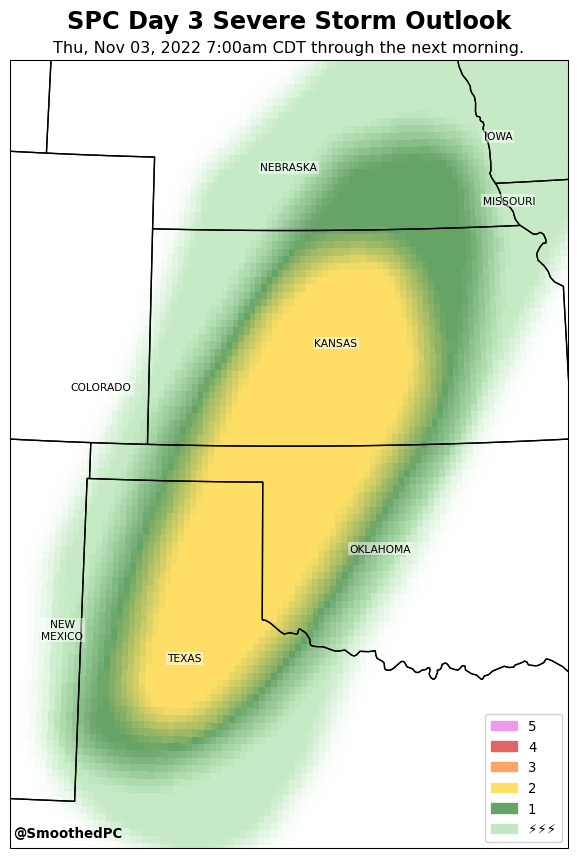 SPC Day 3 Severe Storm Outlook
Thu, Nov 03, 2022 7:00am CDT through the next morning.
IOWA
NEBRASKA
MISSOURI
KANSAS
COLORADO
OKLAHOMA
NEW
MEXICO
TEXAS
5
4
3
2
1
⚡⚡⚡
@SmoothedPC